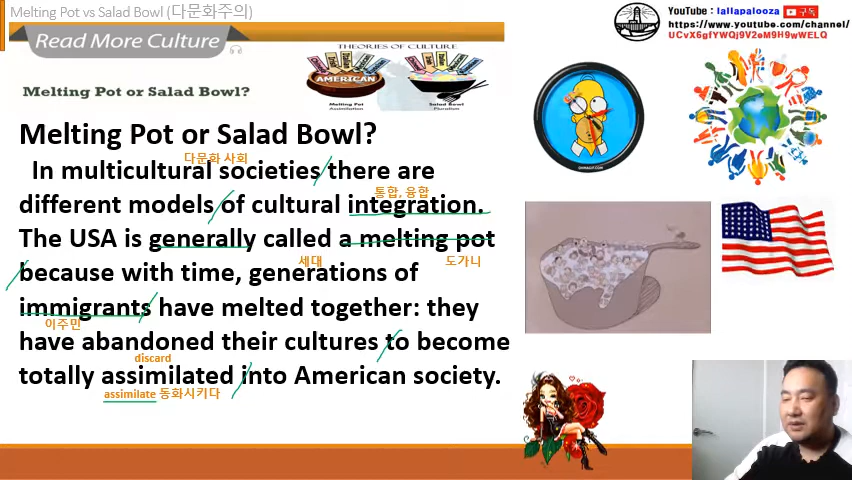 Melting Pot vs Salad Bowl (다문화주의)
YouTube : lallapalooza 구독
https://www.youtube.com/channel/
UCvX6gfYWQj9V2eM9H9wWELQ
Read More Culture
THEORIES OF CULTURE
AMERICAN
Melting Pot
Assimilation
Salad Bowl
Pluralism
Melting Pot or Salad Bowl?
Melting Pot or Salad Bowl?
다문화 사회
In multicultural societies there are
통합, 융합
different models of cultural integration.
The USA is generally called a melting pot
세대
도가니
because with time, generations of
immigrants have melted together: they
이주민
have abandoned their cultures to become
discard
totally assimilated into American society.
assimilate 동화시키다